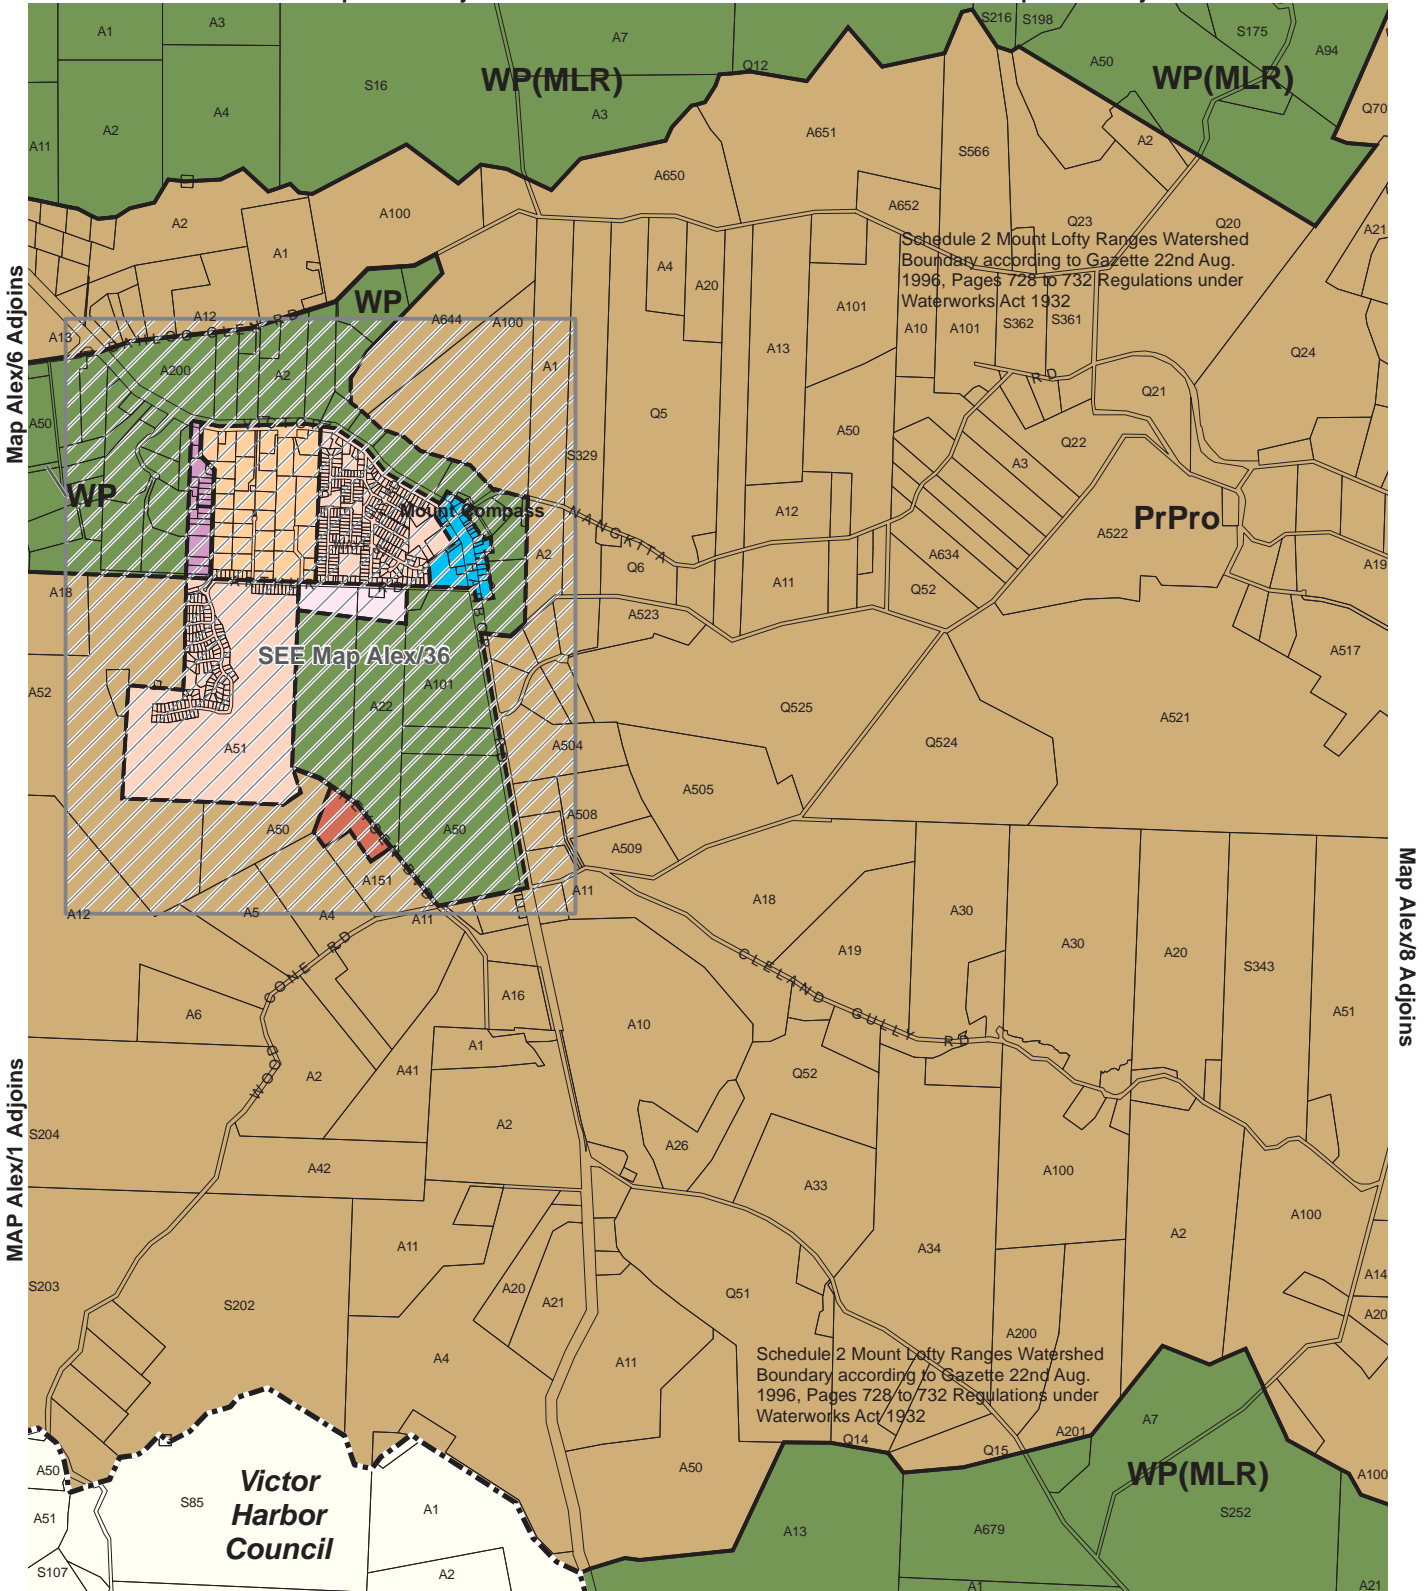 A1
A3
A7
S216
S198
S175
A94
S16
WP(MLR)
Q12
A50
WP(MLR)
A2
A4
A3
Q70
A11
A651
A2
S566
A650
A652
A2
A100
Q23
Q20
A21
A1
Schedule 2 Mount Lofty Ranges Watershed
Boundary according to Gazette 22nd Aug.
1996, Pages 728 to 732 Regulations under
Waterworks Act 1932
A4
A20
A101
WP
A12
A644
A100
A10
A101
S362
S361
Map Alex/6 Adjoins
A13
A13
Q24
A200
A2
A1
RD
Q21
Q5
A50
A50
Q22
S329
A3
WP
Mount Compass
NANGKITA
A12
PrPro
A522
A2
A634
Q6
A11
Q52
A19
A18
A523
SEE Map Alex/36
A517
A52
A101
A22
Q525
A521
A51
A504
Q524
A505
A508
A50
A50
A509
Map Alex/8 Adjoins
A151
A11
A18
A12
A5
A4
A11
A30
A30
A20
A19
S343
CLELAND GULLY RD
WOOD CONE RD
A16
A6
A10
A51
A1
A2
A41
Q52
MAP Alex/1 Adjoins
S204
A2
A26
A42
A100
A33
A11
A34
A2
A100
S203
A20
A21
Q51
A14
S202
A20
A200
A4
A11
Schedule 2 Mount Lofty Ranges Watershed
Boundary according to Gazette 22nd Aug.
1996, Pages 728 to 732 Regulations under
Waterworks Act 1932
A7
A201
Q14
Q15
A50
A50
WP(MLR)
A100
Victor
Harbor
Council
S85
A1
S252
A51
A13
A679
S107
A2
A1
A21